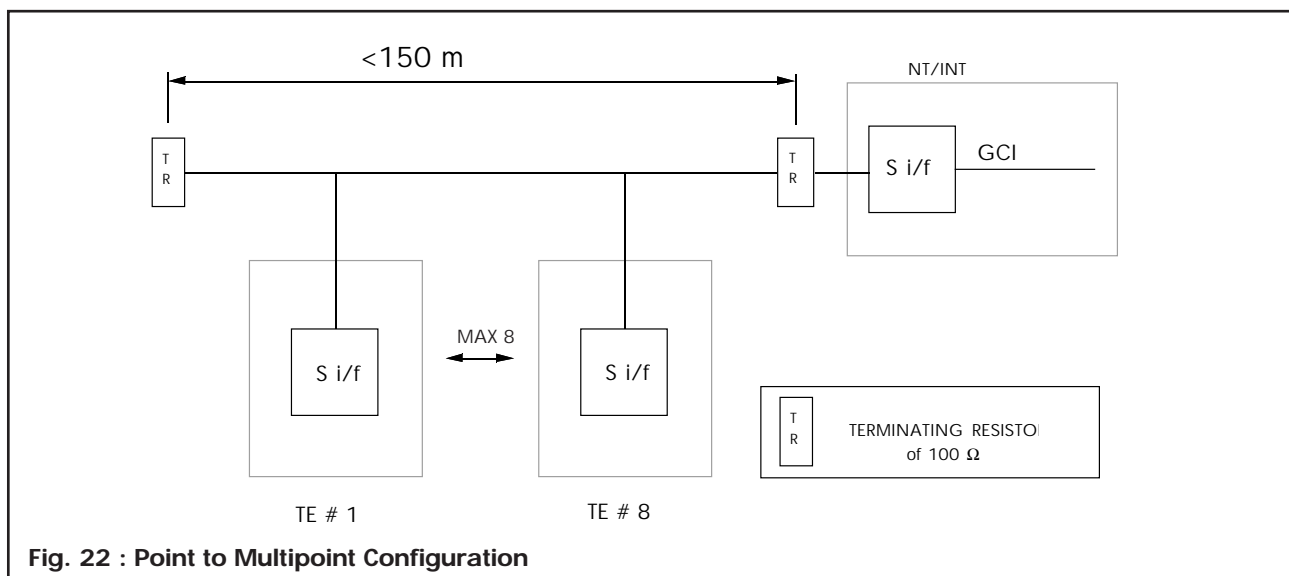 <150 m
NT/INT
T
R
T
R
S i/f
GCI
S i/f
MAX 8
S i/f
T
R
TERMINATING RESISTO
of 100 Ω
TE # 1
TE # 8
Fig. 22 : Point to Multipoint Configuration